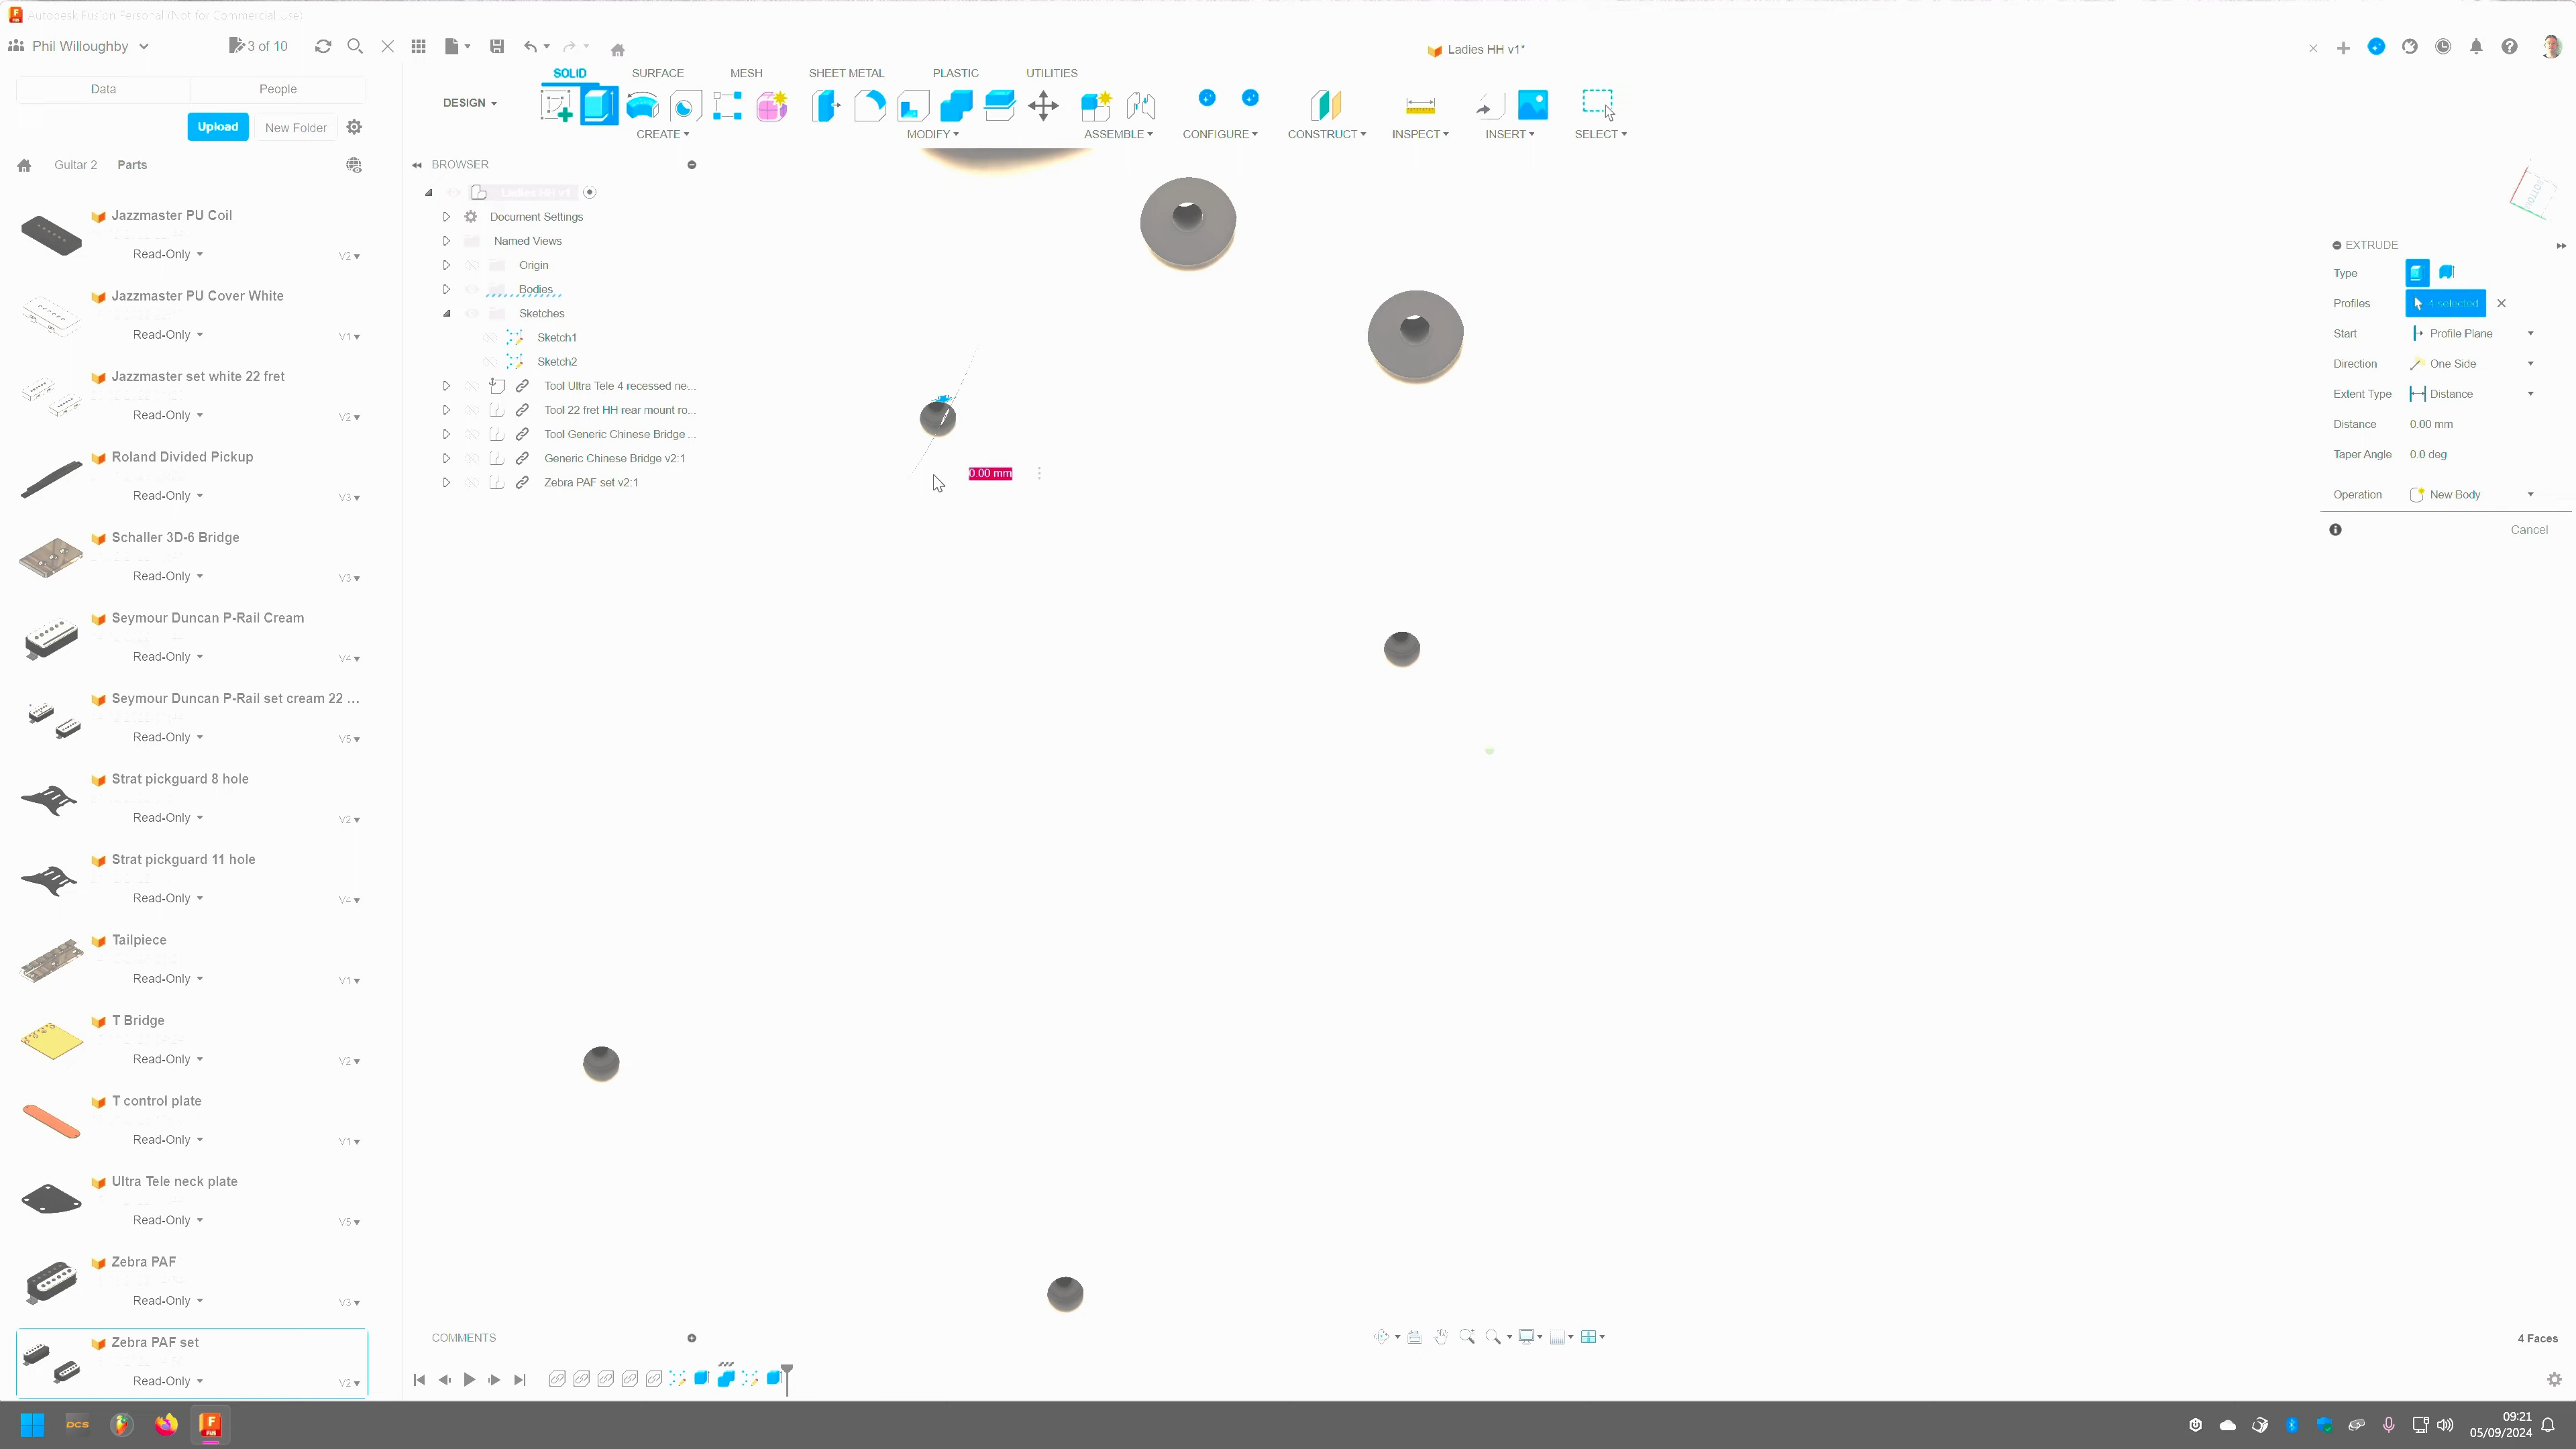 Autodesk Fusion Personal (Not for Commercial Use)
Phil Willoughby
3 of 10
Ladies HH v1*
Data
People
SOLID
SURFACE
MESH
SHEET METAL
PLASTIC
UTILITIES
DESIGN
Upload
New Folder
CREATE
MODIFY
ASSEMBLE
CONFIGURE
CONSTRUCT
INSPECT
INSERT
SELECT
Guitar 2
Parts
BROWSER
Ladies HH v1
Document Settings
Named Views
Origin
Bodies
Sketches
Sketch1
Sketch2
Tool Ultra Tele 4 recessed ne...
Tool 22 fret HH rear mount ro...
Tool Generic Chinese Bridge ...
Generic Chinese Bridge v2:1
Zebra PAF set v2:1
Jazzmaster PU Coil
Read-Only
V2
Jazzmaster PU Cover White
Read-Only
V1
Jazzmaster set white 22 fret
Read-Only
V2
Roland Divided Pickup
Read-Only
V3
Schaller 3D-6 Bridge
Read-Only
V3
Seymour Duncan P-Rail Cream
Read-Only
V4
Seymour Duncan P-Rail set cream 22 ...
Read-Only
V5
Strat pickguard 8 hole
Read-Only
V2
Strat pickguard 11 hole
Read-Only
V4
Tailpiece
Read-Only
V1
T Bridge
Read-Only
V2
T control plate
Read-Only
V1
Ultra Tele neck plate
Read-Only
V5
Zebra PAF
Read-Only
V3
Zebra PAF set
Read-Only
V2
0.00 mm
EXTRUDE
Type
Profiles
4 selected
Start
Profile Plane
Direction
One Side
Extent Type
Distance
Distance
0.00 mm
Taper Angle
0.0 deg
Operation
New Body
Cancel
COMMENTS
4 Faces
DCS
F
FUS
09:21
05/09/2024